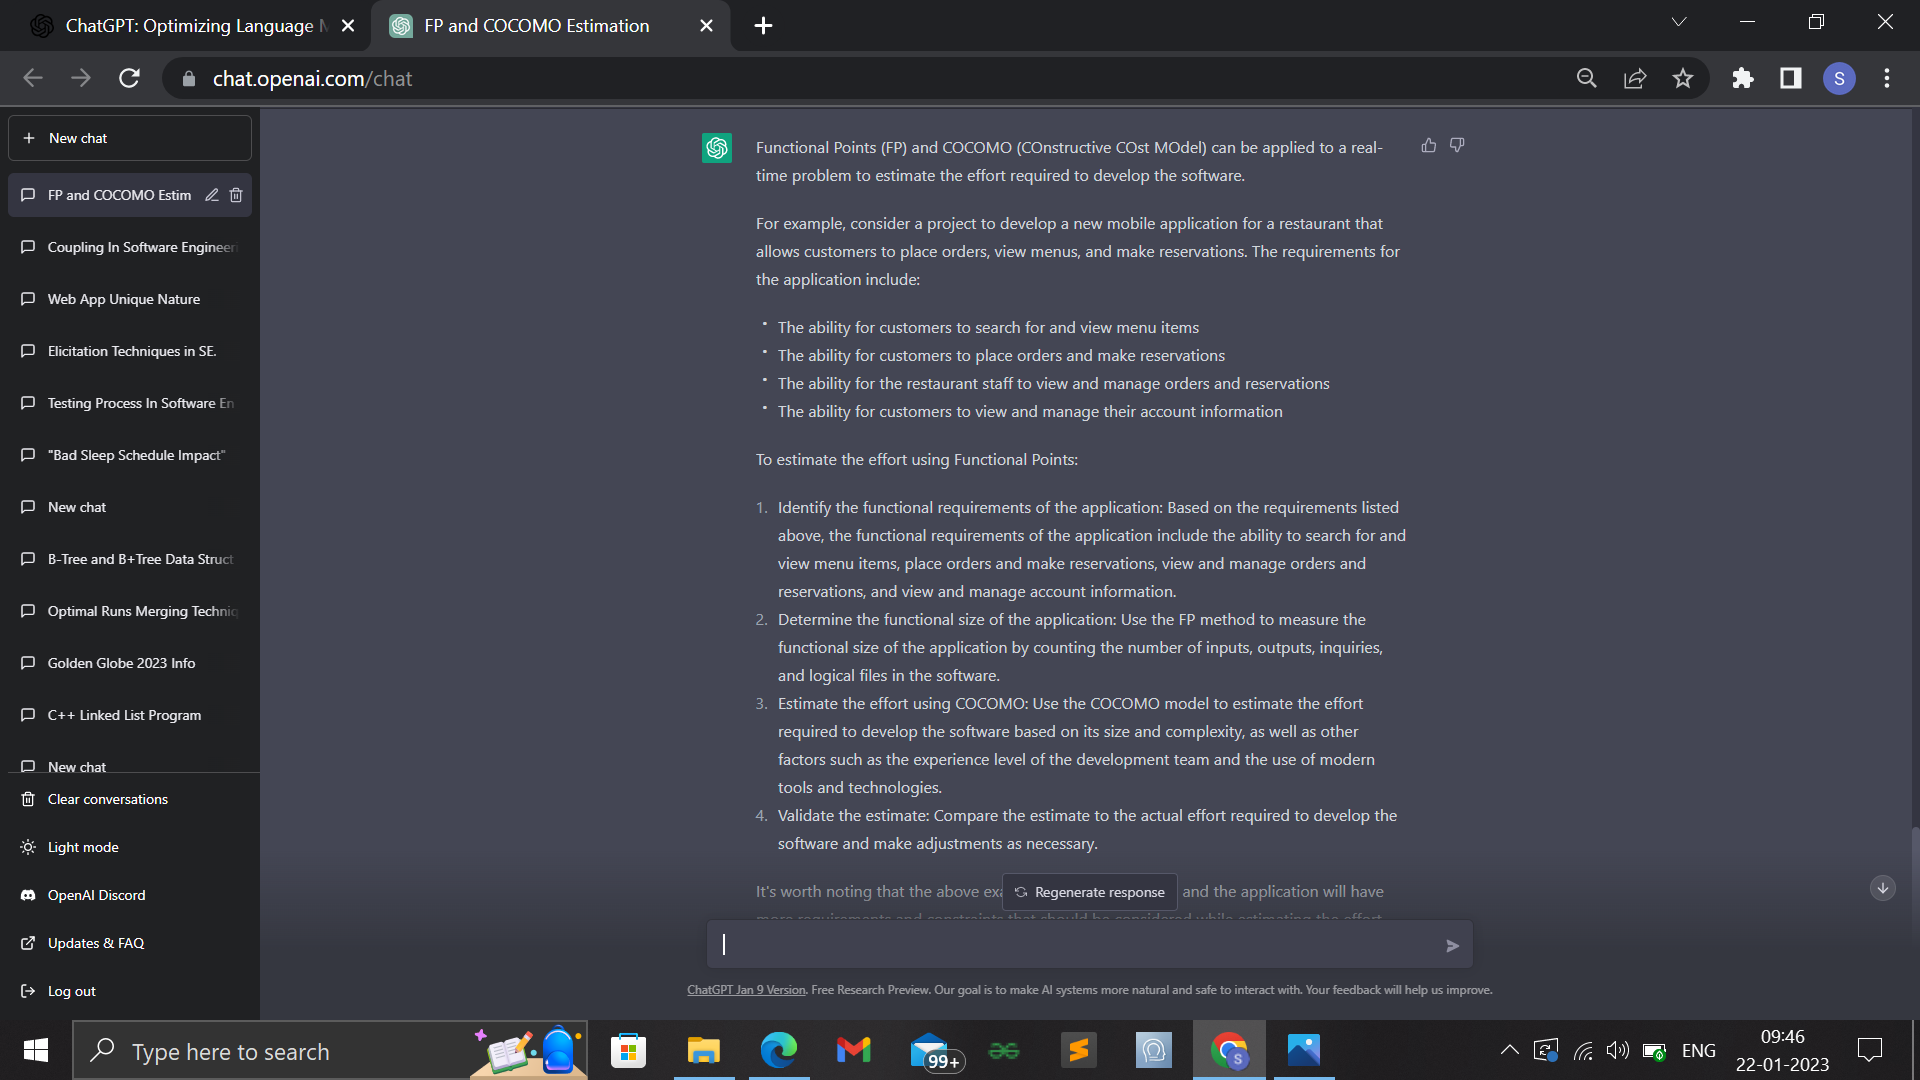 ChatGPT: Optimizing Language
FP and COCOMO Estimation
chat.openai.com/chat
S
New chat
FP and COCOMO Estim
Coupling In Software Engineeri
Web App Unique Nature
Elicitation Techniques in SE.
Testing Process In Software En
"Bad Sleep Schedule Impact"
New chat
B-Tree and B+Tree Data Struct
Optimal Runs Merging Techniq
Golden Globe 2023 Info
C++ Linked List Program
New chat
Clear conversations
Light mode
OpenAI Discord
Updates & FAQ
Log out
Functional Points (FP) and COCOMO (COnstructive COst MOdel) can be applied to a real-
time problem to estimate the effort required to develop the software.
For example, consider a project to develop a new mobile application for a restaurant that
allows customers to place orders, view menus, and make reservations. The requirements for
the application include:
• The ability for customers to search for and view menu items
• The ability for customers to place orders and make reservations
• The ability for the restaurant staff to view and manage orders and reservations
• The ability for customers to view and manage their account information
To estimate the effort using Functional Points:
1. Identify the functional requirements of the application: Based on the requirements listed
above, the functional requirements of the application include the ability to search for and
view menu items, place orders and make reservations, view and manage orders and
reservations, and view and manage account information.
2. Determine the functional size of the application: Use the FP method to measure the
functional size of the application by counting the number of inputs, outputs, inquiries,
and logical files in the software.
3. Estimate the effort using COCOMO: Use the COCOMO model to estimate the effort
required to develop the software based on its size and complexity, as well as other
factors such as the experience level of the development team and the use of modern
tools and technologies.
4. Validate the estimate: Compare the estimate to the actual effort required to develop the
software and make adjustments as necessary.
It's worth noting that the above exa
Regenerate response
and the application will have
more requirements and constraints that should be considered while estimating the effort
ChatGPT Jan 9 Version. Free Research Preview. Our goal is to make AI systems more natural and safe to interact with. Your feedback will help us improve.
Type here to search
99+
S
ENG
09:46
22-01-2023